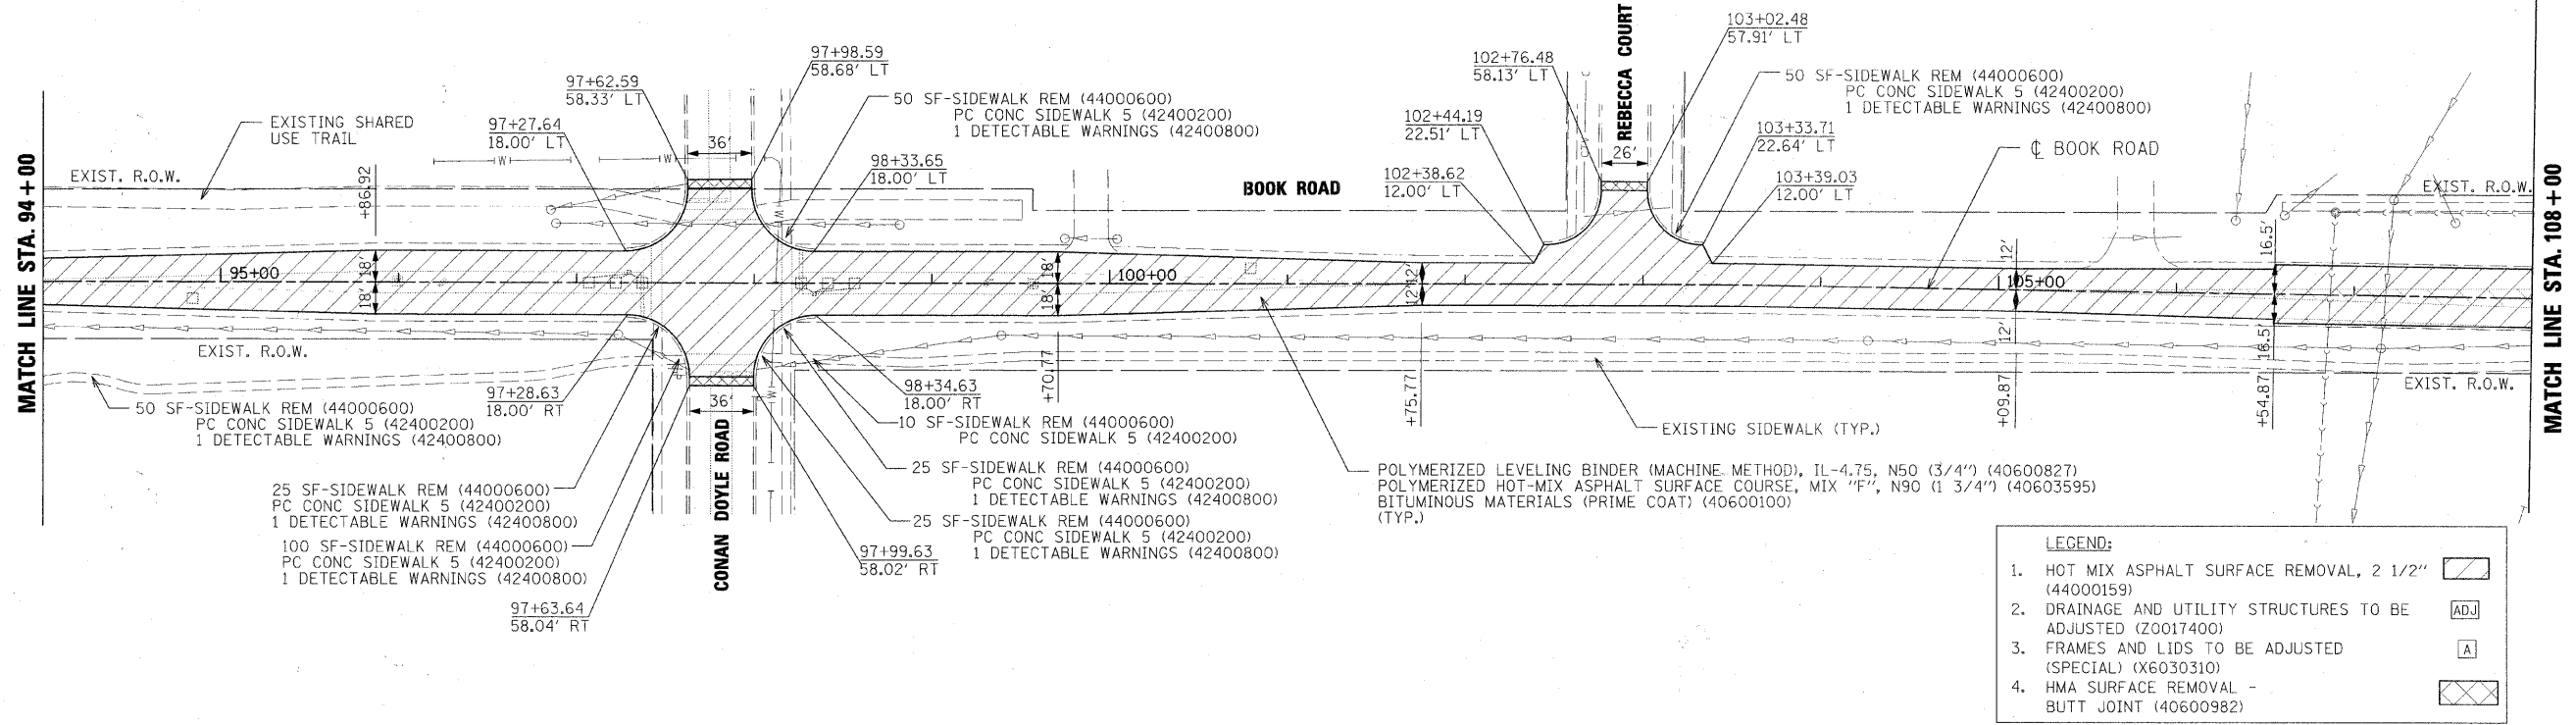 103+02.48
57.91' LT
REBECCA COURT
97+98.59
58.68' LT
102+76.48
58.13' LT
97+62.59
58.33' LT
50 SF-SIDEWALK REM (44000600)
PC CONC SIDEWALK 5 (42400200)
1 DETECTABLE WARNINGS (42400800)
50 SF-SIDEWALK REM (44000600)
PC CONC SIDEWALK 5 (42400200)
1 DETECTABLE WARNINGS (42400800)
EXISTING SHARED
USE TRAIL
97+27.64
18.00' LT
102+44.19
22.51' LT
103+33.71
22.64' LT
36'
W
W
W
98+33.65
18.00' LT
26'
℄ BOOK ROAD
MATCH LINE STA. 94+00
EXIST. R.O.W.
+86.92
BOOK ROAD
102+38.62
12.00' LT
103+39.03
12.00' LT
EXIST. R.O.W.
MATCH LINE STA. 108+00
95+00
18'
18'
18'
18'
100+00
12'
12'
12'
105+00
12'
16.5'
16.5'
EXIST. R.O.W.
EXIST. R.O.W.
+70.77
+75.77
+09.87
+54.87
97+28.63
18.00' RT
36'
W
98+34.63
18.00' RT
50 SF-SIDEWALK REM (44000600)
PC CONC SIDEWALK 5 (42400200)
1 DETECTABLE WARNINGS (42400800)
10 SF-SIDEWALK REM (44000600)
PC CONC SIDEWALK 5 (42400200)
EXISTING SIDEWALK (TYP.)
CONAN DOYLE ROAD
25 SF-SIDEWALK REM (44000600)
PC CONC SIDEWALK 5 (42400200)
1 DETECTABLE WARNINGS (42400800)
POLYMERIZED LEVELING BINDER (MACHINE METHOD), IL-4.75, N50 (3/4") (40600827)
POLYMERIZED HOT-MIX ASPHALT SURFACE COURSE, MIX "F", N90 (1 3/4") (40603595)
BITUMINOUS MATERIALS (PRIME COAT) (40600100)
(TYP.)
25 SF-SIDEWALK REM (44000600)
PC CONC SIDEWALK 5 (42400200)
1 DETECTABLE WARNINGS (42400800)
25 SF-SIDEWALK REM (44000600)
PC CONC SIDEWALK 5 (42400200)
1 DETECTABLE WARNINGS (42400800)
100 SF-SIDEWALK REM (44000600)
PC CONC SIDEWALK 5 (42400200)
1 DETECTABLE WARNINGS (42400800)
97+99.63
58.02' RT
97+63.64
58.04' RT
LEGEND:
1. HOT MIX ASPHALT SURFACE REMOVAL, 2 1/2"
(44000159)
2. DRAINAGE AND UTILITY STRUCTURES TO BE
ADJUSTED (Z0017400)
ADJ
3. FRAMES AND LIDS TO BE ADJUSTED
(SPECIAL) (X6030310)
A
4. HMA SURFACE REMOVAL -
BUTT JOINT (40600982)